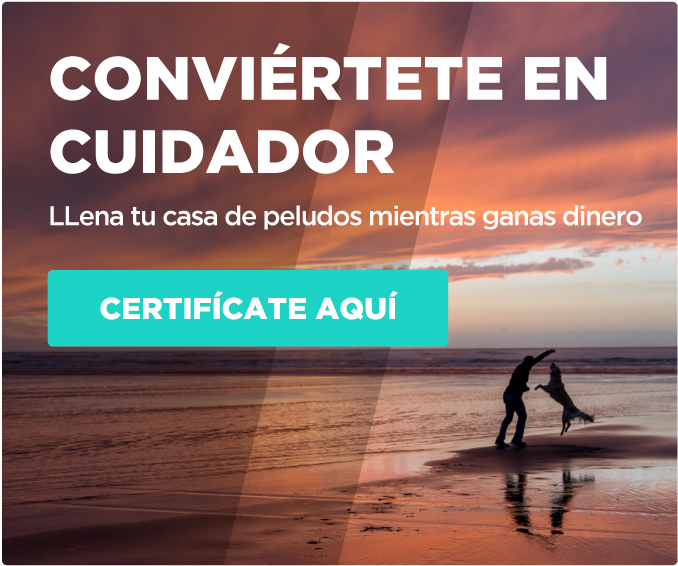 CONVIÉRTETE EN
CUIDADOR
LLena tu casa de peludos mientras ganas dinero
CERTIFÍCATE AQUÍ